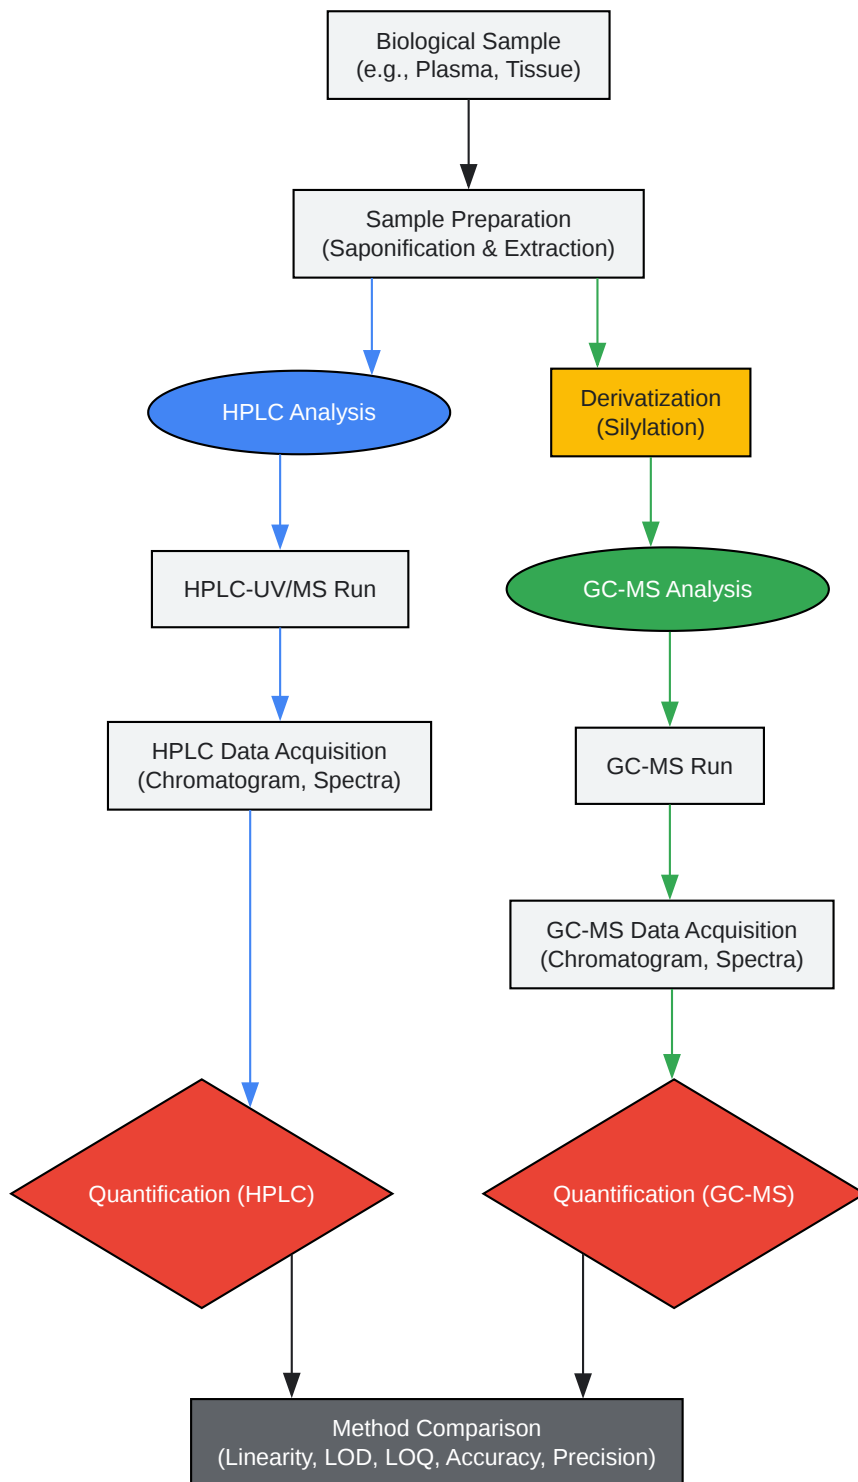 Biological Sample
(e.g., Plasma, Tissue)
Sample Preparation
(Saponification & Extraction)
HPLC Analysis
Derivatization
(Silylation)
HPLC-UV/MS Run
GC-MS Analysis
HPLC Data Acquisition
(Chromatogram, Spectra)
GC-MS Run
GC-MS Data Acquisition
(Chromatogram, Spectra)
Quantification (HPLC)
Quantification (GC-MS)
Method Comparison
(Linearity, LOD, LOQ, Accuracy, Precision)